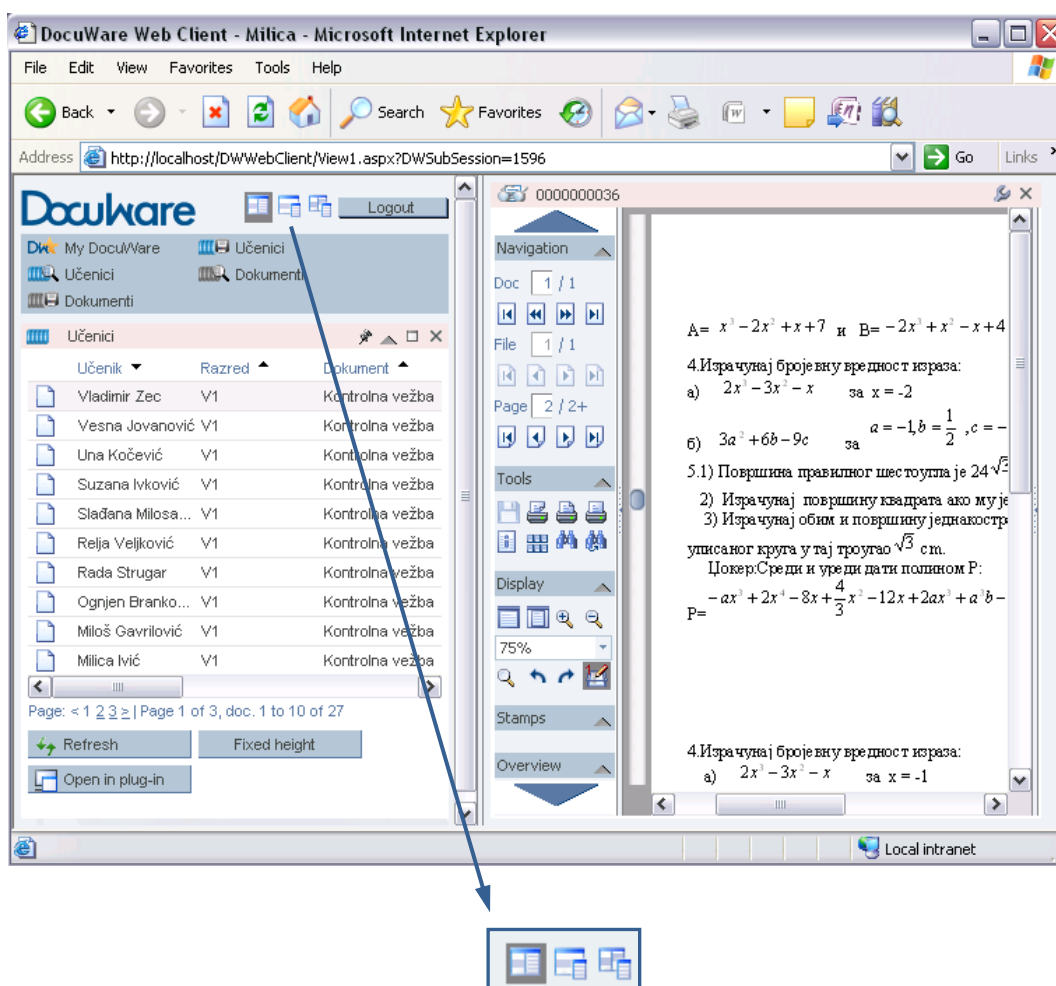 DocuWare Web Client - Milica - Microsoft Internet Explorer
File Edit View Favorites Tools Help
Back Search Favorites
Address http://localhost/DWWebClient/View1.aspx?DWSubSession=1596 Go Links
DocuWare Logout
My DocuWare Učenici
Učenici Dokumenti
Dokumenti
Učenici
Učenik Razred Dokument
Vladimir Zec V1 Kontrolna vežba
Vesna Jovanović V1 Kontrolna vežba
Una Kočević V1 Kontrolna vežba
Suzana Ivković V1 Kontrolna vežba
Slađana Milosa... V1 Kontrolna vežba
Relja Veljković V1 Kontrolna vežba
Rada Strugar V1 Kontrolna vežba
Ognjen Branko... V1 Kontrolna vežba
Miloš Gavrilović V1 Kontrolna vežba
Milica Ivić V1 Kontrolna vežba
Page: < 1 2 3 > | Page 1 of 3, doc. 1 to 10 of 27
Refresh Fixed height
Open in plug-in
0000000036
Navigation
Doc 1 / 1
File 1 / 1
Page 2 / 2+
Tools
Display
75%
Stamps
Overview
A= x³ − 2x² + x + 7 и B= − 2x³ + x² − x + 4
4.Израчунај бројевну вредност израза:
а) 2x³ − 3x² − x за x = -2
б) 3a² + 6b − 9c за a = −1, b = 1/2 , c = −
5.1) Површина правилног шестоугла је 24√3
2) Израчунај површину квадрата ако му је
3) Израчунај обим и површину једнакостр
уписаног круга у тај троугао √3 cm.
Џокер:Среди и уреди дати полином P:
P= − ax³ + 2x⁴ − 8x + 4/3 x² − 12x + 2ax³ + a³b −
4.Израчунај бројевну вредност израза:
а) 2x³ − 3x² − x за x = -1
Local intranet